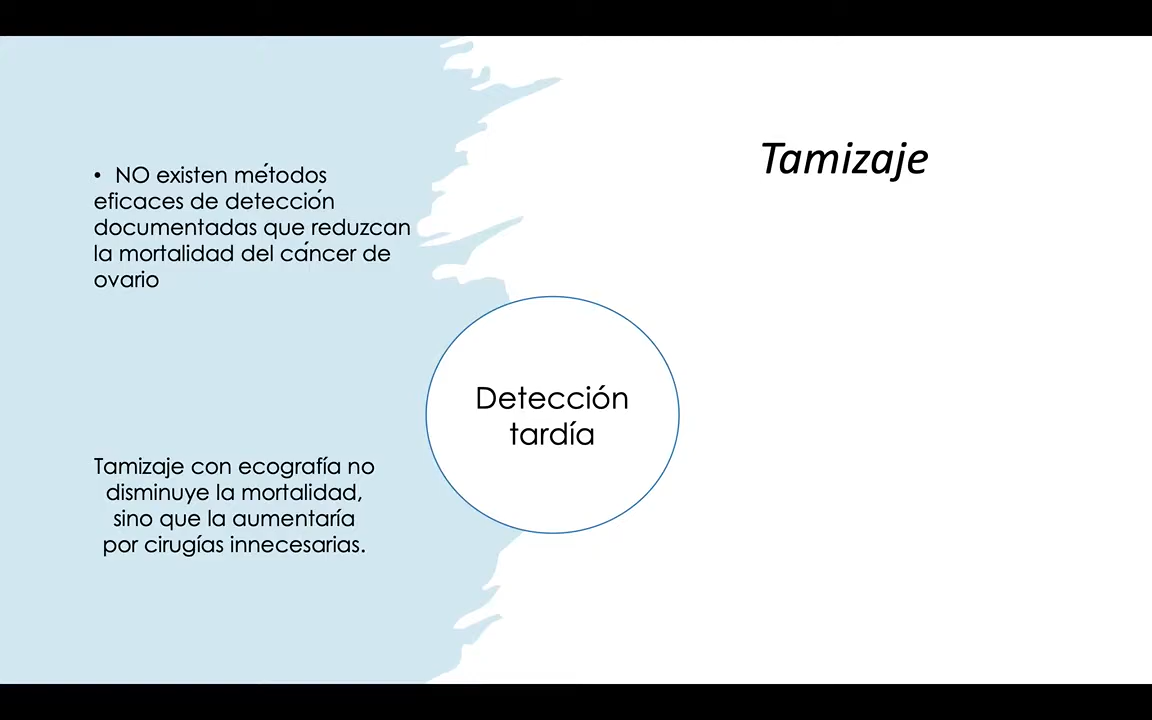 Tamizaje
• NO existen métodos
eficaces de detección
documentadas que reduzcan
la mortalidad del cáncer de
ovario
Detección
tardía
Tamizaje con ecografía no
disminuye la mortalidad,
sino que la aumentaría
por cirugías innecesarias.